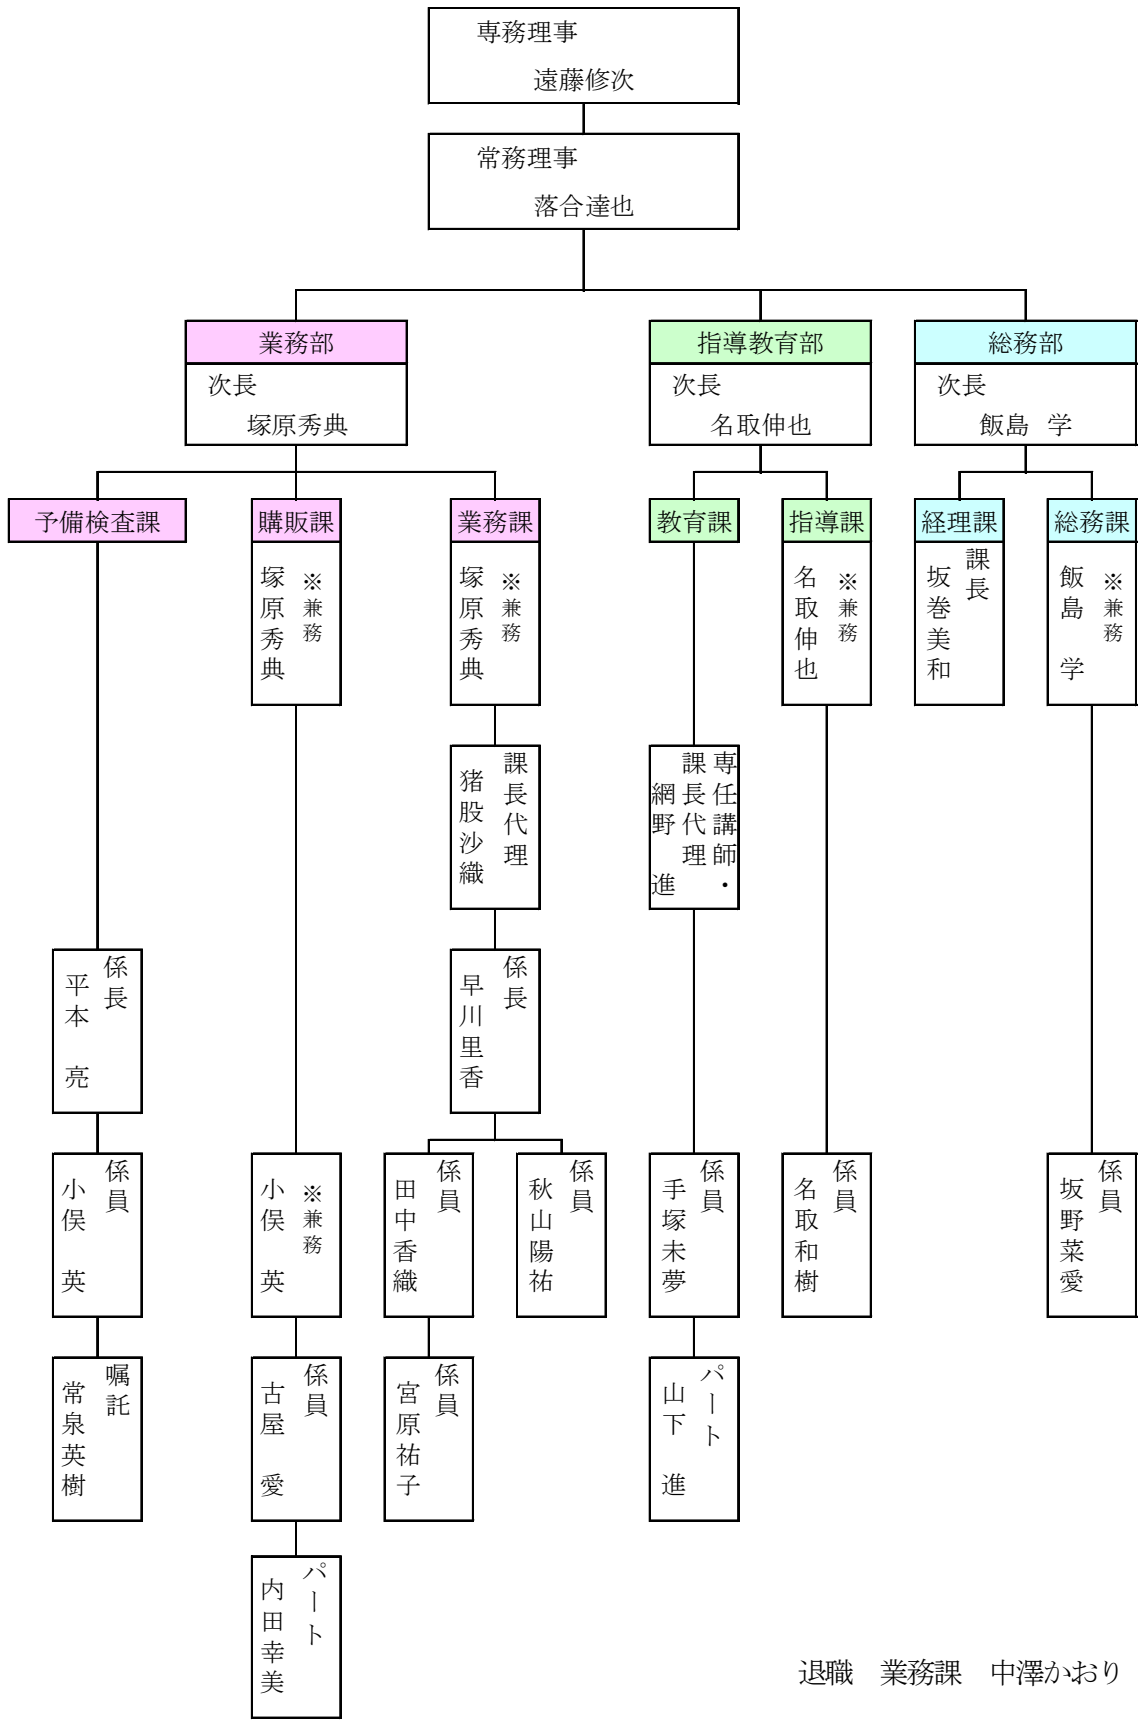 専務理事
遠藤修次
常務理事
落合達也
業務部
次長
塚原秀典
指導教育部
次長
名取伸也
総務部
次長
飯島　学
予備検査課
購販課
※兼務
塚原秀典
業務課
※兼務
塚原秀典
教育課
指導課
※兼務
名取伸也
経理課
課長
坂巻美和
総務課
※兼務
飯島　学
課長代理
猪股沙織
専任講師・
課長代理
網野　進
係長
平本　亮
係長
早川里香
係員
小俣　英
※兼務
小俣　英
係員
田中香織
係員
秋山陽祐
係員
手塚未夢
係員
名取和樹
係員
坂野菜愛
嘱託
常泉英樹
係員
古屋　愛
係員
宮原祐子
パート
山下　進
パート
内田幸美
退職　業務課　中澤かおり